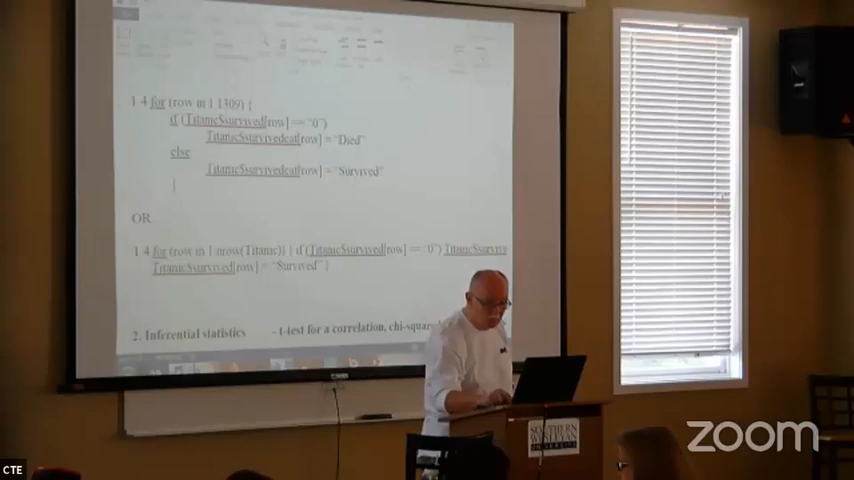 1 4 for (row in 1 1309) {
if (Titanic$survived[row] == "0")
Titanic$survivedcat[row] = "Died"
else
Titanic$survivedcat[row] = "Survived"
}
OR
1 4 for (row in 1 nrow(Titanic)) { if (Titanic$survived[row] == "0") Titanic$survive
Titanic$survived[row] = "Survived" }
2. Inferential statistics - t-test for a correlation, chi-squar
SOUTHERN
WESLEYAN
UNIVERSITY
zoom
CTE